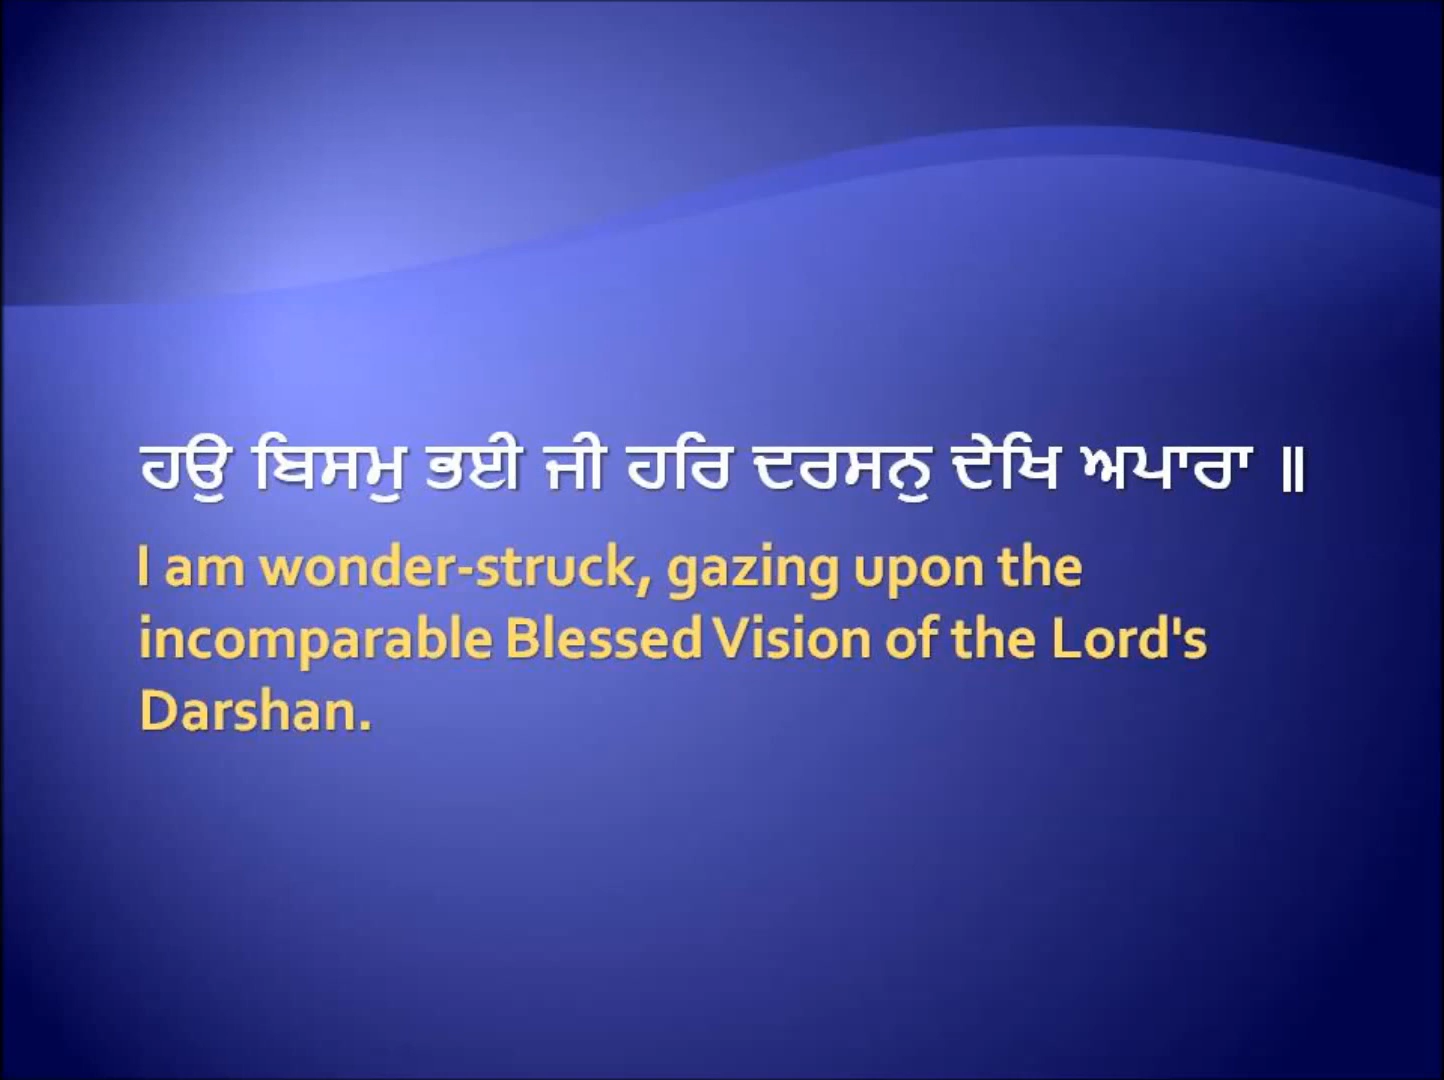 ਹਉ ਬਿਸਮੁ ਭਈ ਜੀ ਹਰਿ ਦਰਸਨੁ ਦੇਖਿ ਅਪਾਰਾ ॥
I am wonder-struck, gazing upon the
incomparable Blessed Vision of the Lord's
Darshan.